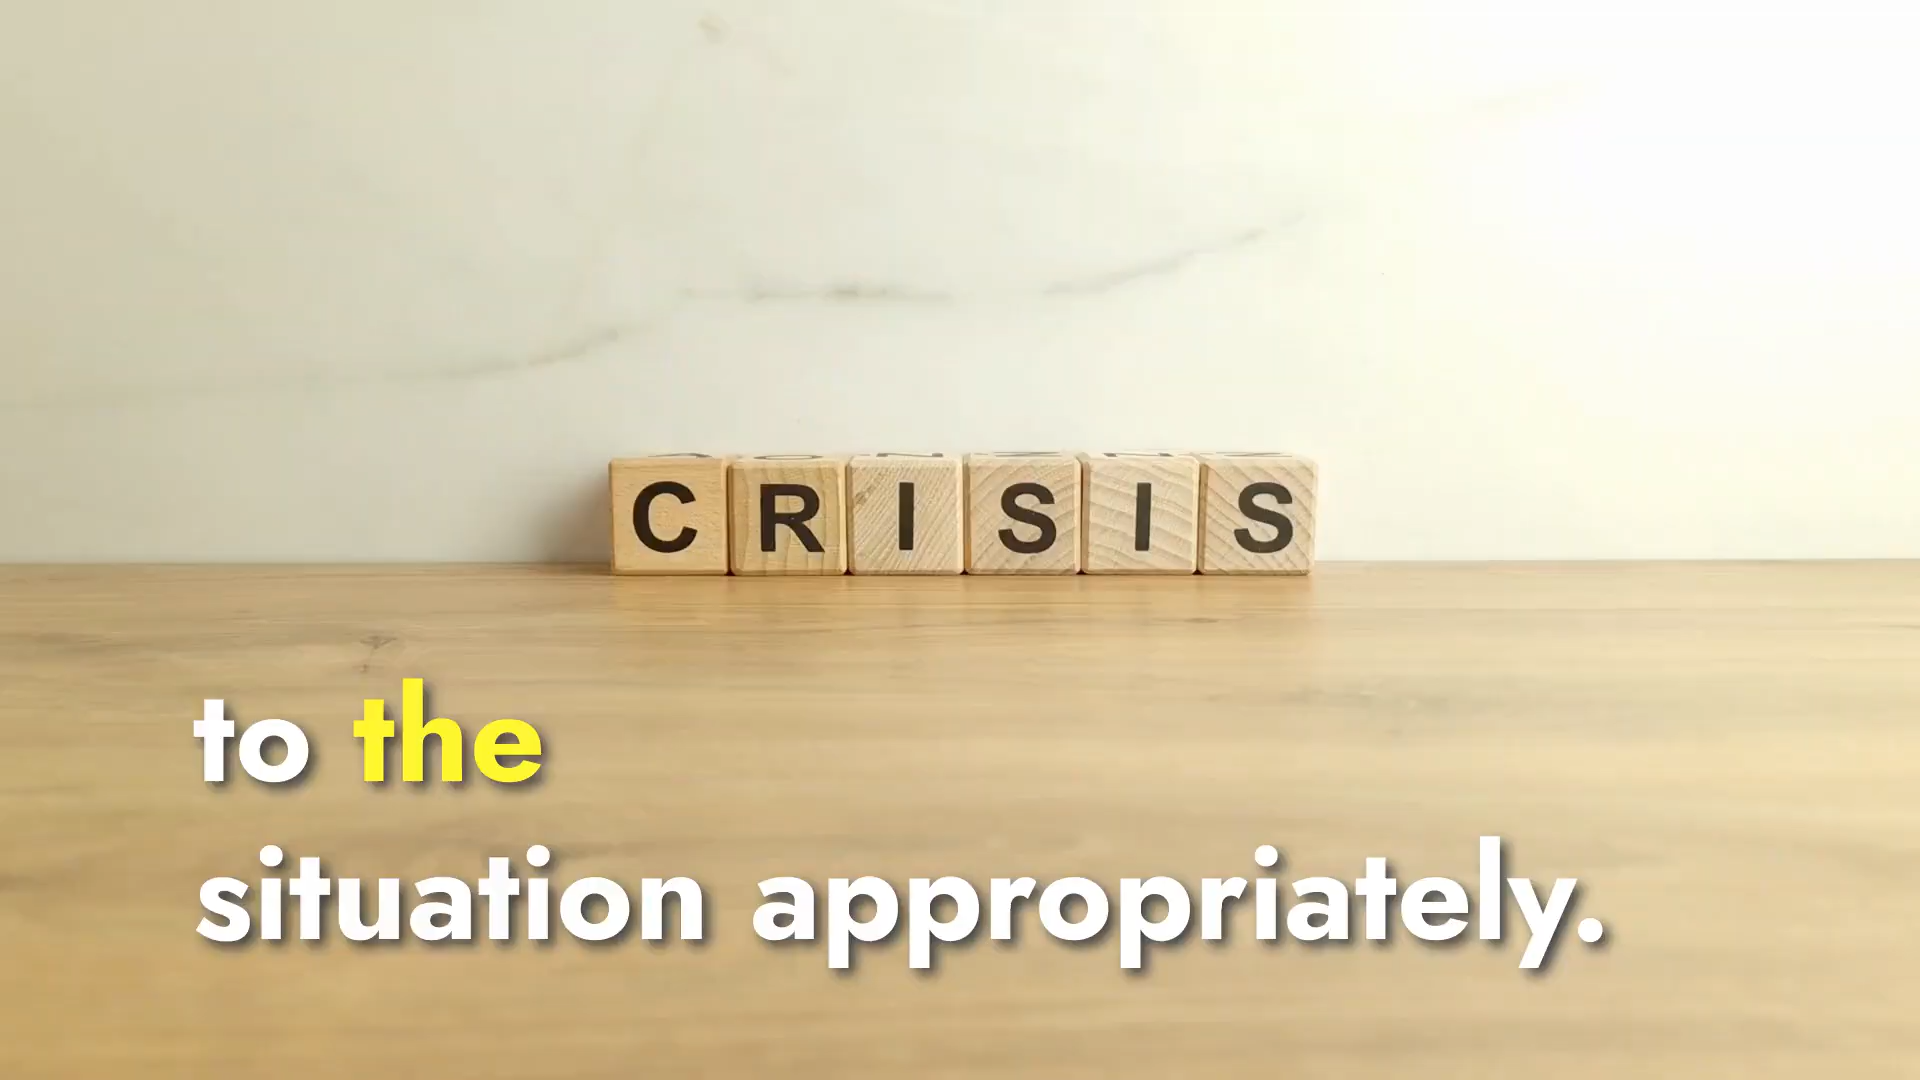 CRISIS
to the
situation appropriately.